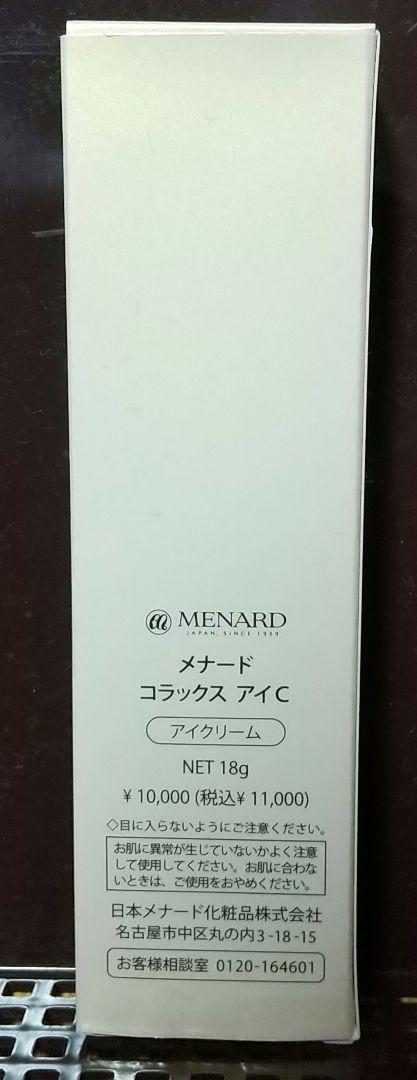 MENARD
JAPAN, SINCE 1959
メナード
コラックス アイC
アイクリーム
NET 18g
¥ 10,000 (税込¥ 11,000)
◇目に入らないようにご注意ください。
お肌に異常が生じていないかよく注意
して使用してください。お肌に合わな
いときは、ご使用をおやめください。
日本メナード化粧品株式会社
名古屋市中区丸の内3-18-15
お客様相談室 0120-164601